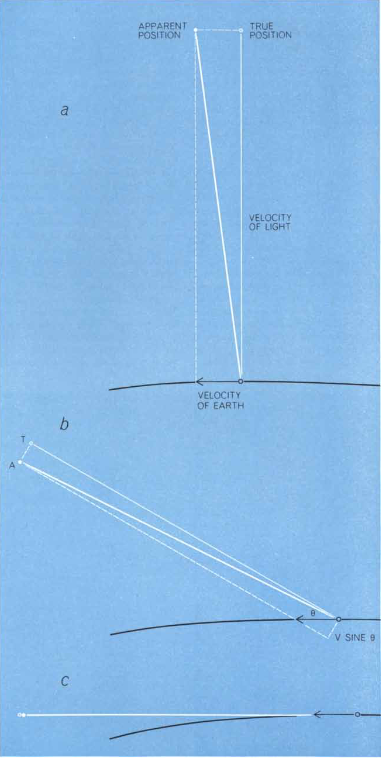 APPARENT
POSITION
TRUE
POSITION
a
VELOCITY
OF LIGHT
VELOCITY
OF EARTH
b
T
A
θ
V SINE θ
c